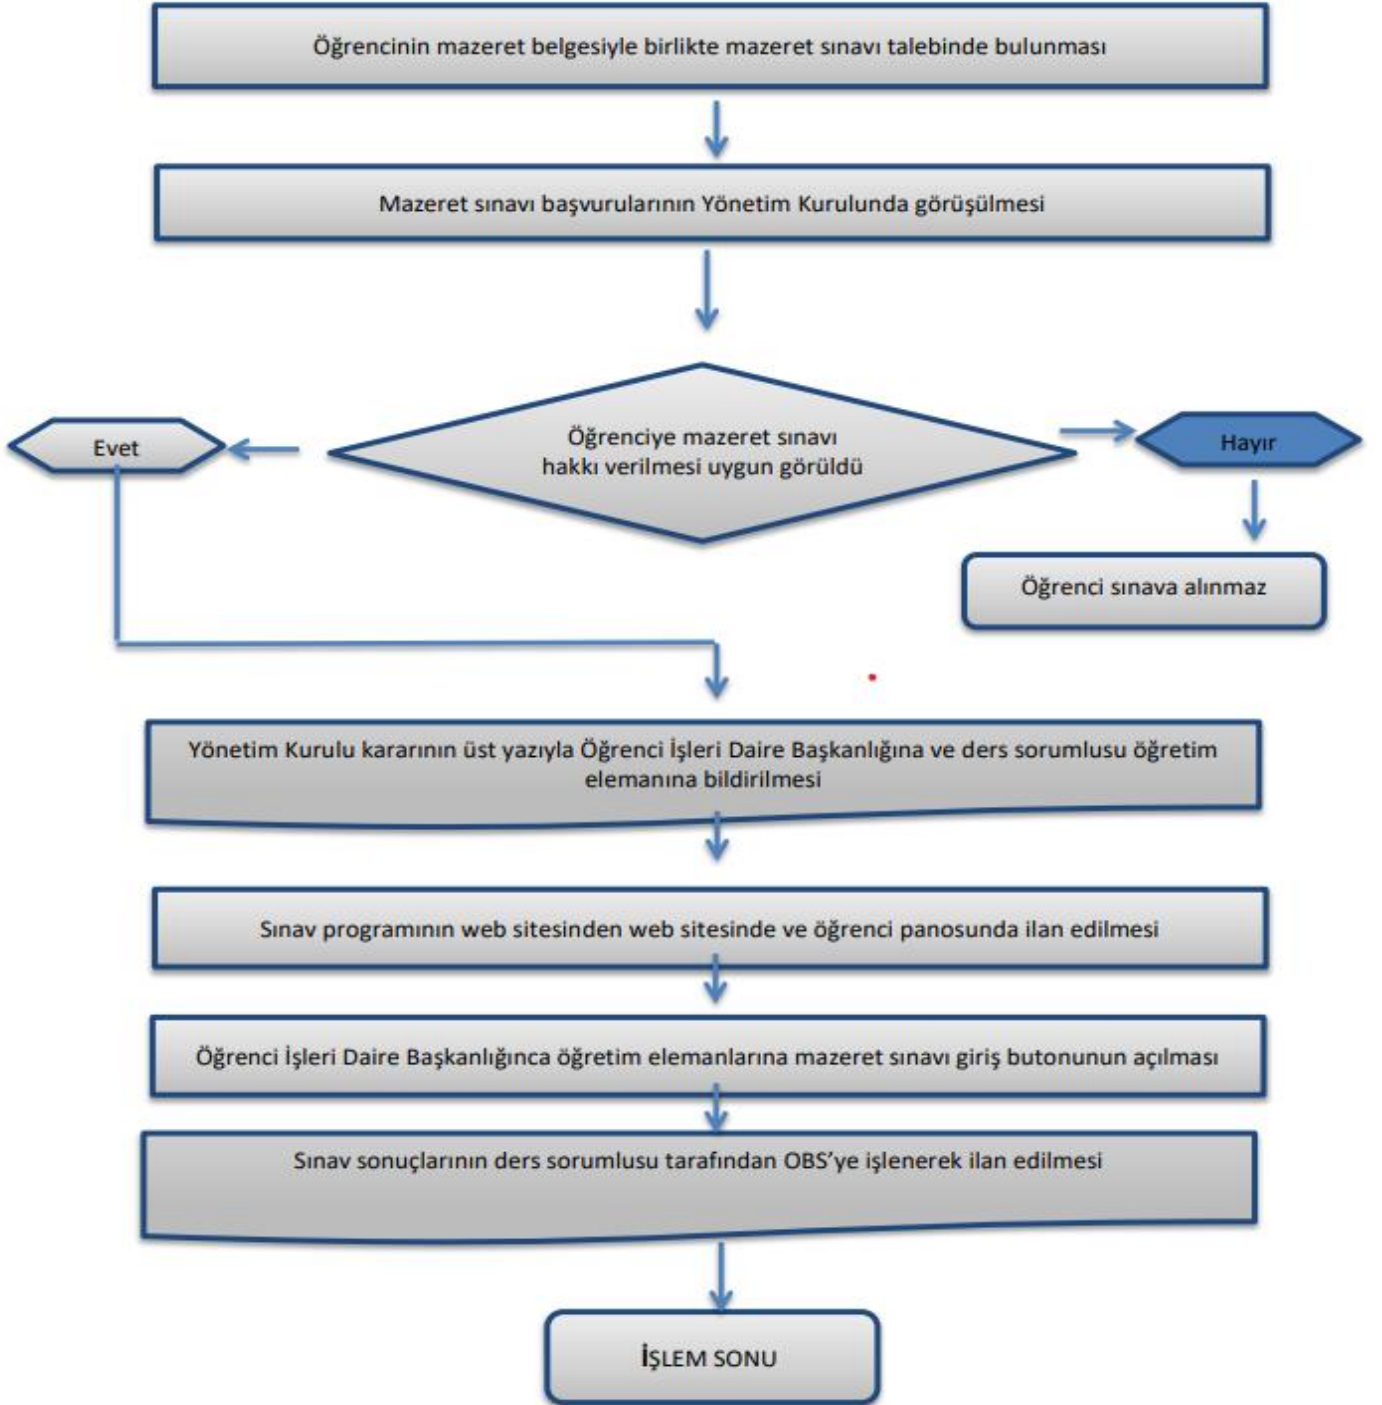 Öğrencinin mazeret belgesiyle birlikte mazeret sınavı talebinde bulunması
Mazeret sınavı başvurularının Yönetim Kurulunda görüşülmesi
Öğrenciye mazeret sınavı
hakkı verilmesi uygun görüldü
Evet
Hayır
Öğrenci sınava alınmaz
Yönetim Kurulu kararının üst yazıyla Öğrenci İşleri Daire Başkanlığına ve ders sorumlusu öğretim
elemanına bildirilmesi
Sınav programının web sitesinden web sitesinde ve öğrenci panosunda ilan edilmesi
Öğrenci İşleri Daire Başkanlığınca öğretim elemanlarına mazeret sınavı giriş butonunun açılması
Sınav sonuçlarının ders sorumlusu tarafından OBS’ye işlenerek ilan edilmesi
İŞLEM SONU